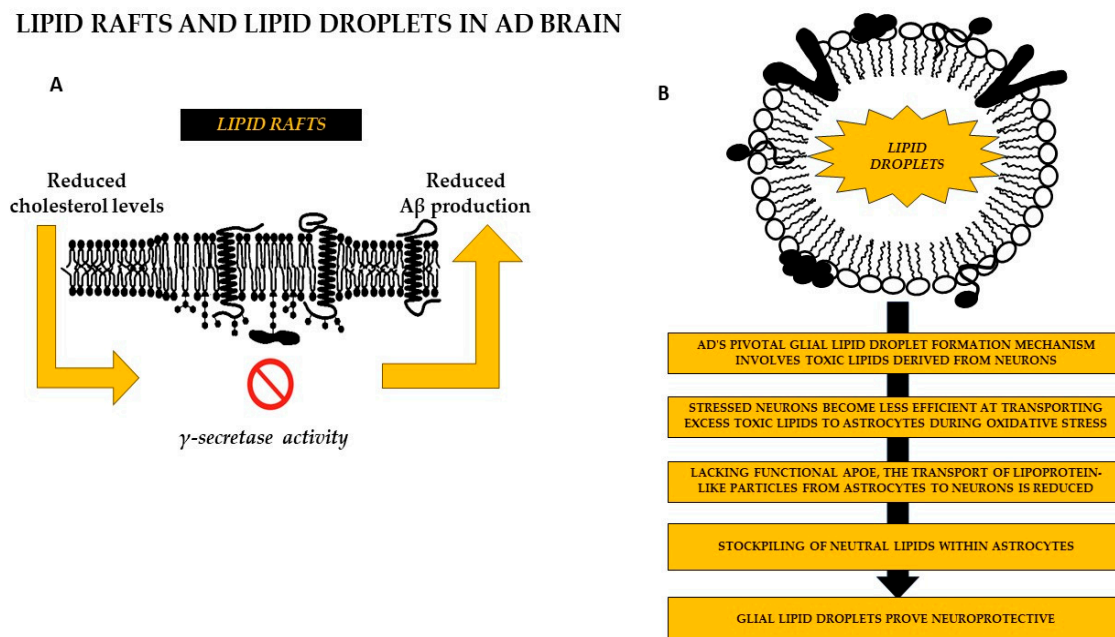 LIPID RAFTS AND LIPID DROPLETS IN AD BRAIN
A
LIPID RAFTS
Reduced
cholesterol levels
Reduced
Aβ production
γ-secretase activity
B
LIPID
DROPLETS
AD'S PIVOTAL GLIAL LIPID DROPLET FORMATION MECHANISM
INVOLVES TOXIC LIPIDS DERIVED FROM NEURONS
STRESSED NEURONS BECOME LESS EFFICIENT AT TRANSPORTING
EXCESS TOXIC LIPIDS TO ASTROCYTES DURING OXIDATIVE STRESS
LACKING FUNCTIONAL APOE, THE TRANSPORT OF LIPOPROTEIN-
LIKE PARTICLES FROM ASTROCYTES TO NEURONS IS REDUCED
STOCKPILING OF NEUTRAL LIPIDS WITHIN ASTROCYTES
GLIAL LIPID DROPLETS PROVE NEUROPROTECTIVE